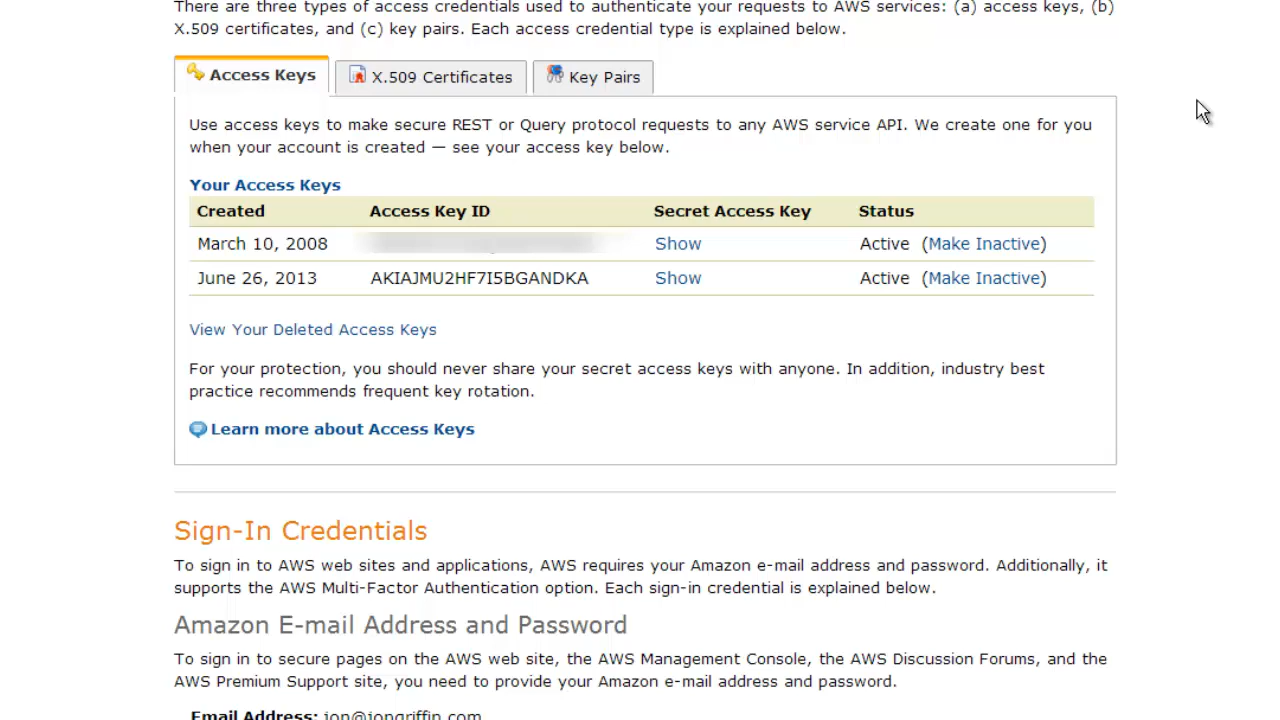 There are three types of access credentials used to authenticate your requests to AWS services: (a) access keys, (b)
X.509 certificates, and (c) key pairs. Each access credential type is explained below.
Access Keys X.509 Certificates Key Pairs
Use access keys to make secure REST or Query protocol requests to any AWS service API. We create one for you
when your account is created — see your access key below.
Your Access Keys
Created Access Key ID Secret Access Key Status
March 10, 2008 Show Active (Make Inactive)
June 26, 2013 AKIAJMU2HF7I5BGANDKA Show Active (Make Inactive)
View Your Deleted Access Keys
For your protection, you should never share your secret access keys with anyone. In addition, industry best
practice recommends frequent key rotation.
Learn more about Access Keys
Sign-In Credentials
To sign in to AWS web sites and applications, AWS requires your Amazon e-mail address and password. Additionally, it
supports the AWS Multi-Factor Authentication option. Each sign-in credential is explained below.
Amazon E-mail Address and Password
To sign in to secure pages on the AWS web site, the AWS Management Console, the AWS Discussion Forums, and the
AWS Premium Support site, you need to provide your Amazon e-mail address and password.
Email Address: jon@jongriffin.com